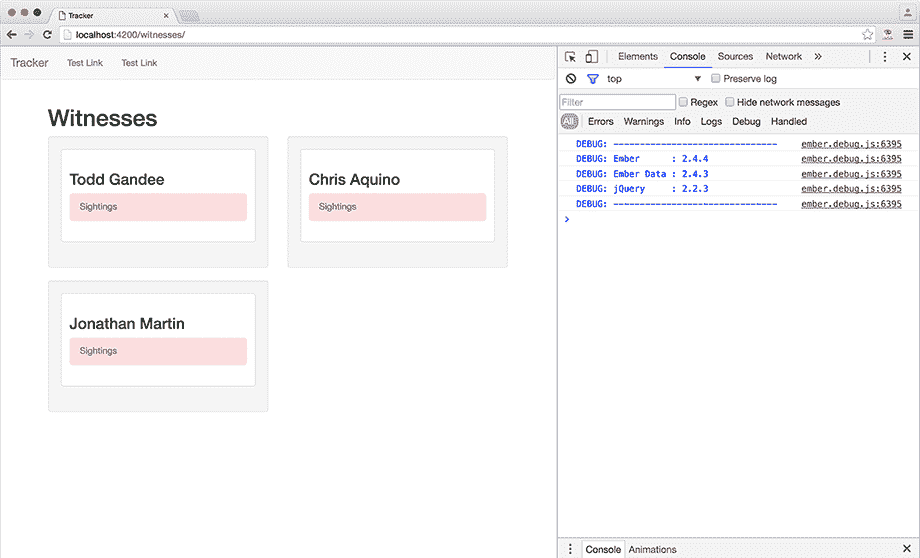 Tracker
localhost:4200/witnesses/
Tracker Test Link Test Link
Witnesses
Todd Gandee
Sightings
Chris Aquino
Sightings
Jonathan Martin
Sightings
Elements Console Sources Network »
top Preserve log
Filter Regex Hide network messages
All Errors Warnings Info Logs Debug Handled
DEBUG: ------------------------------- ember.debug.js:6395
DEBUG: Ember : 2.4.4 ember.debug.js:6395
DEBUG: Ember Data : 2.4.3 ember.debug.js:6395
DEBUG: jQuery : 2.2.3 ember.debug.js:6395
DEBUG: ------------------------------- ember.debug.js:6395
>
Console Animations